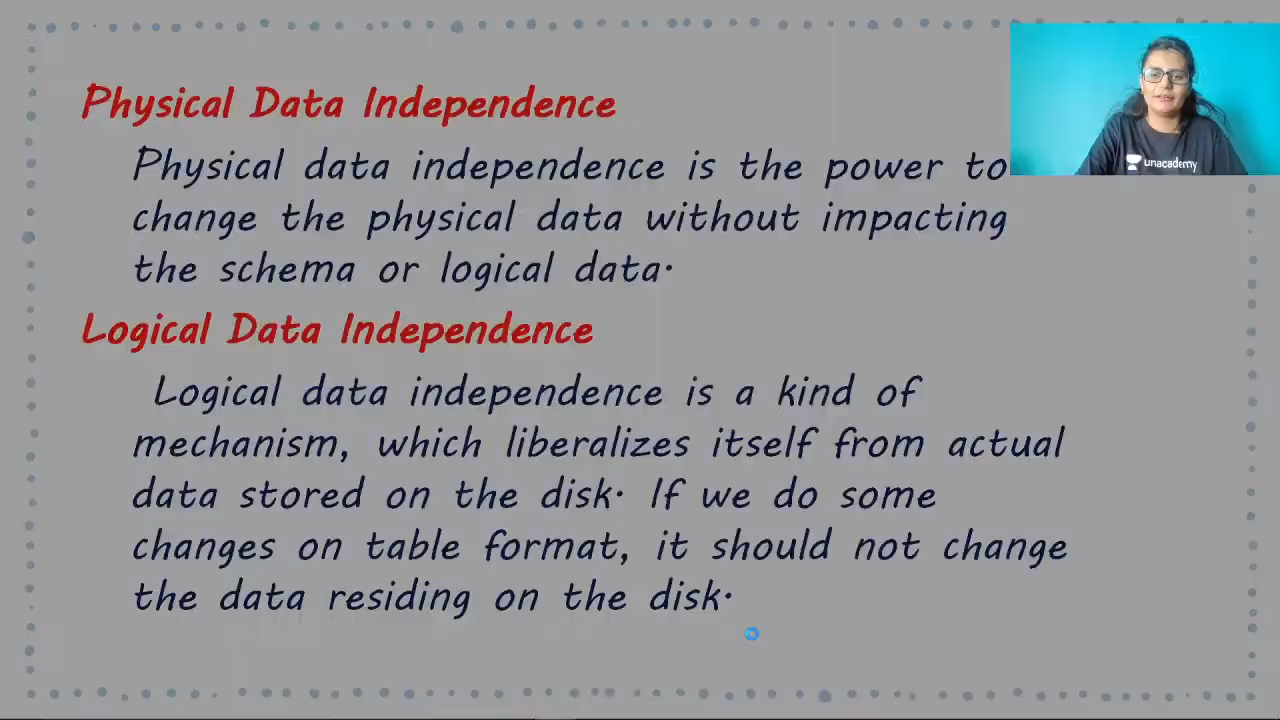 Physical Data Independence
Physical data independence is the power to
change the physical data without impacting
the schema or logical data.
Logical Data Independence
Logical data independence is a kind of
mechanism, which liberalizes itself from actual
data stored on the disk. If we do some
changes on table format, it should not change
the data residing on the disk.
unacademy